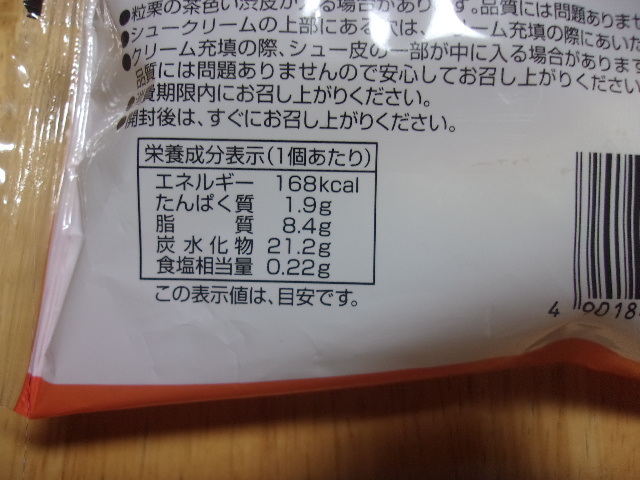 ●粒栗の茶色い渋皮が入る場合があります。品質には問題ありま
●シュークリームの上部にある穴は、クリーム充填の際にあいた
●クリーム充填の際、シュー皮の一部が中に入る場合があります
品質には問題ありませんので安心してお召し上がりください
●消費期限内にお召し上がりください。
●開封後は、すぐにお召し上がりください。
栄養成分表示(1個あたり)
エネルギー 168kcal
たんぱく質 1.9g
脂質 8.4g
炭水化物 21.2g
食塩相当量 0.22g
この表示値は、目安です。
4 0018